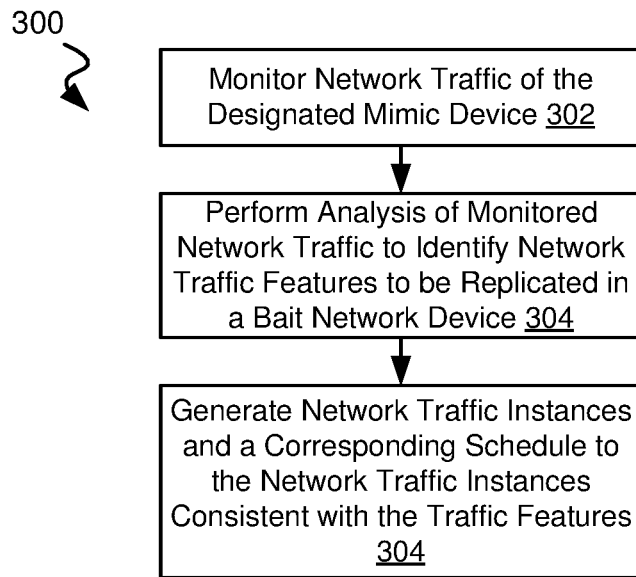 300
Monitor Network Traffic of the
Designated Mimic Device 302
Perform Analysis of Monitored
Network Traffic to Identify Network
Traffic Features to be Replicated in
a Bait Network Device 304
Generate Network Traffic Instances
and a Corresponding Schedule to
the Network Traffic Instances
Consistent with the Traffic Features
304